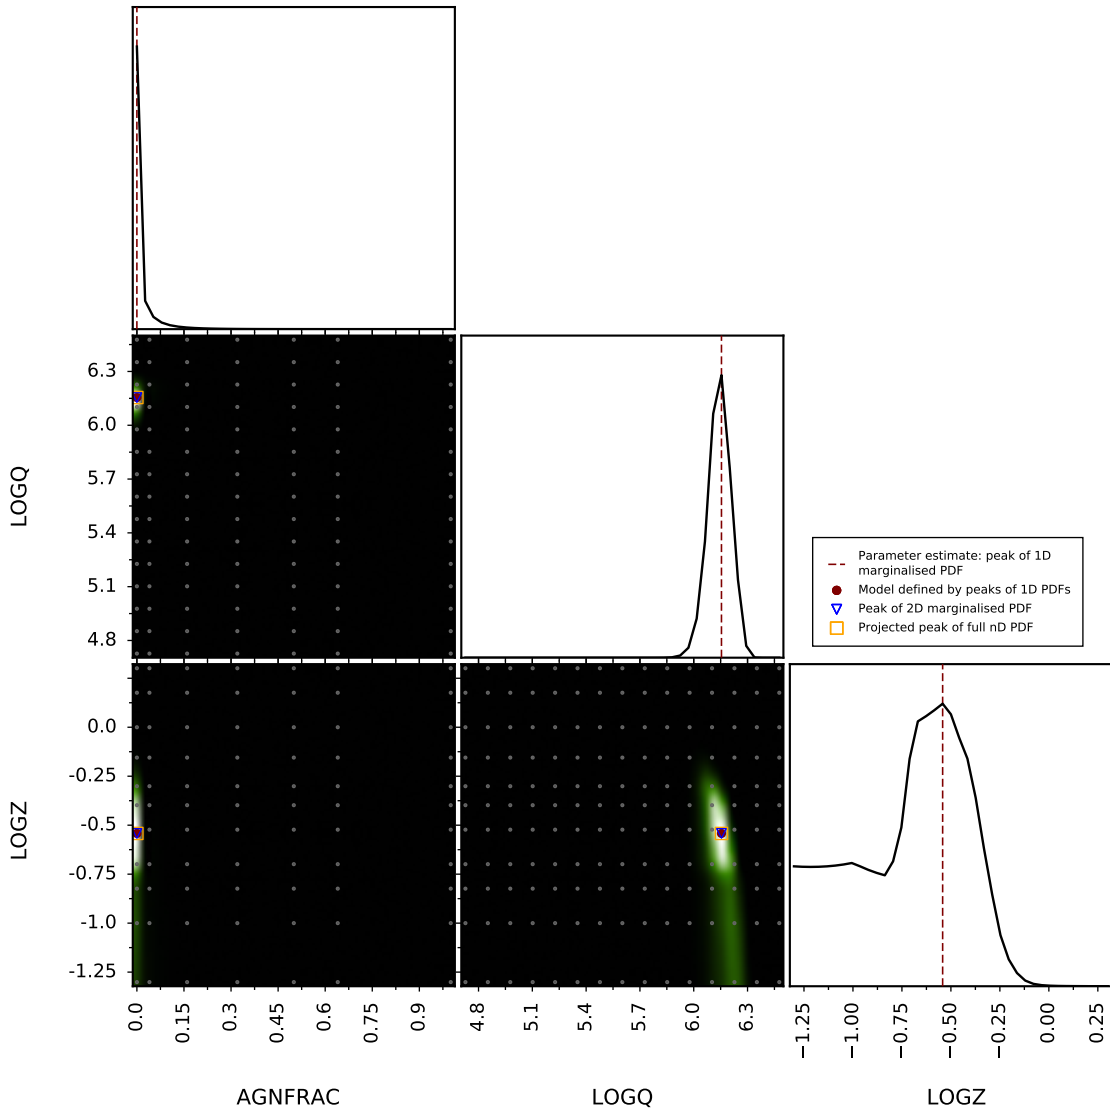 6.3
6.0
5.7
5.4
5.1
4.8
LOGQ
Parameter estimate: peak of 1D
marginalised PDF
Model defined by peaks of 1D PDFs
Peak of 2D marginalised PDF
Projected peak of full nD PDF
0.0
-0.25
-0.5
-0.75
-1.0
-1.25
LOGZ
0.0 0.15 0.3 0.45 0.6 0.75 0.9
4.8 5.1 5.4 5.7 6.0 6.3
−1.25 −1.00 −0.75 −0.50 −0.25 0.00 0.25
AGNFRAC LOGQ LOGZ